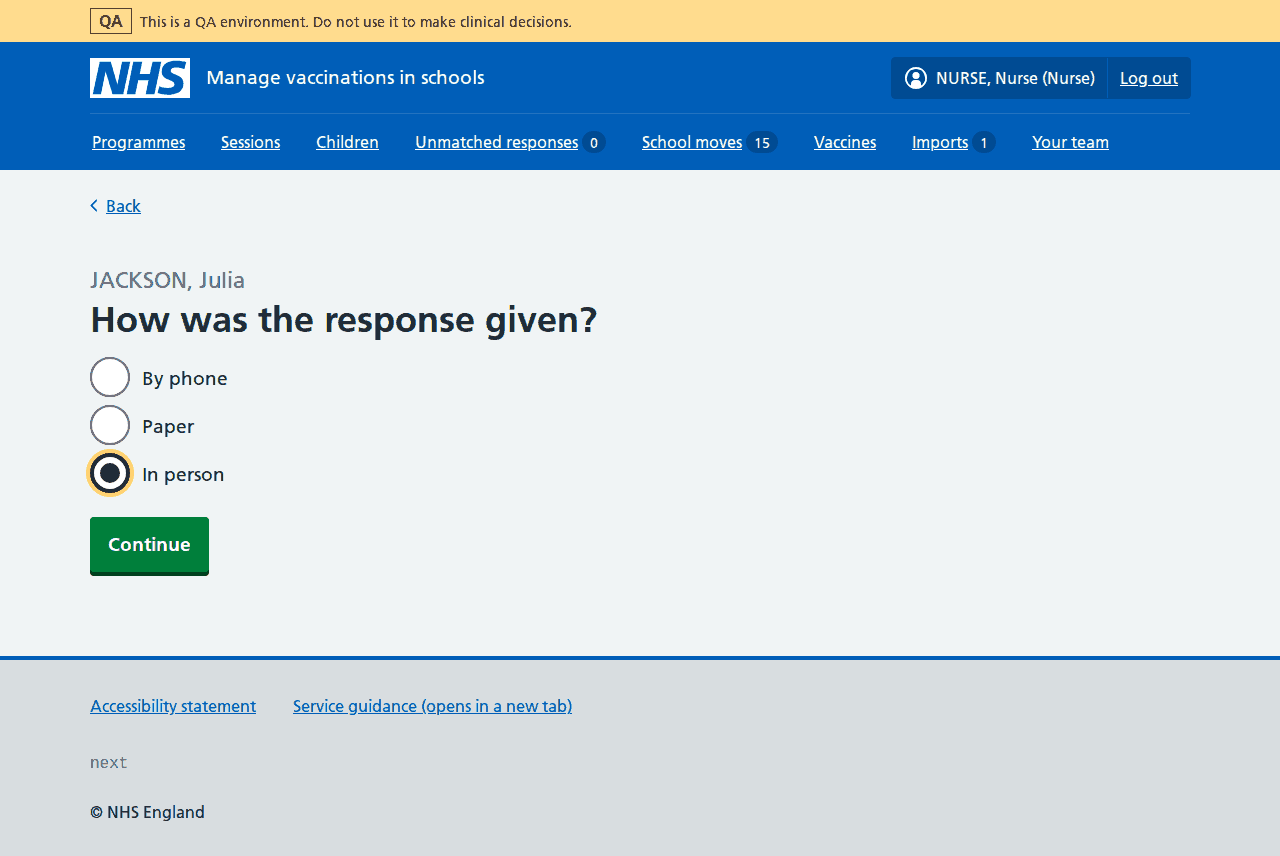 QA This is a QA environment. Do not use it to make clinical decisions.
NHS Manage vaccinations in schools NURSE, Nurse (Nurse) Log out
Programmes Sessions Children Unmatched responses 0 School moves 15 Vaccines Imports 1 Your team
Back
JACKSON, Julia
How was the response given?
By phone
Paper
In person
Continue
Accessibility statement Service guidance (opens in a new tab)
next
© NHS England